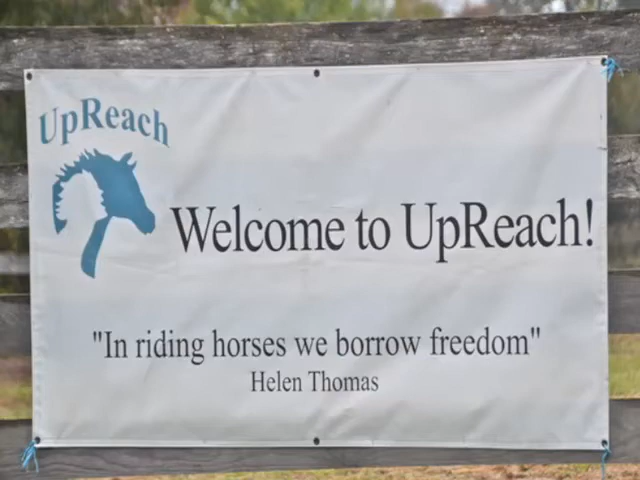 UpReach
Welcome to UpReach!
"In riding horses we borrow freedom"
Helen Thomas